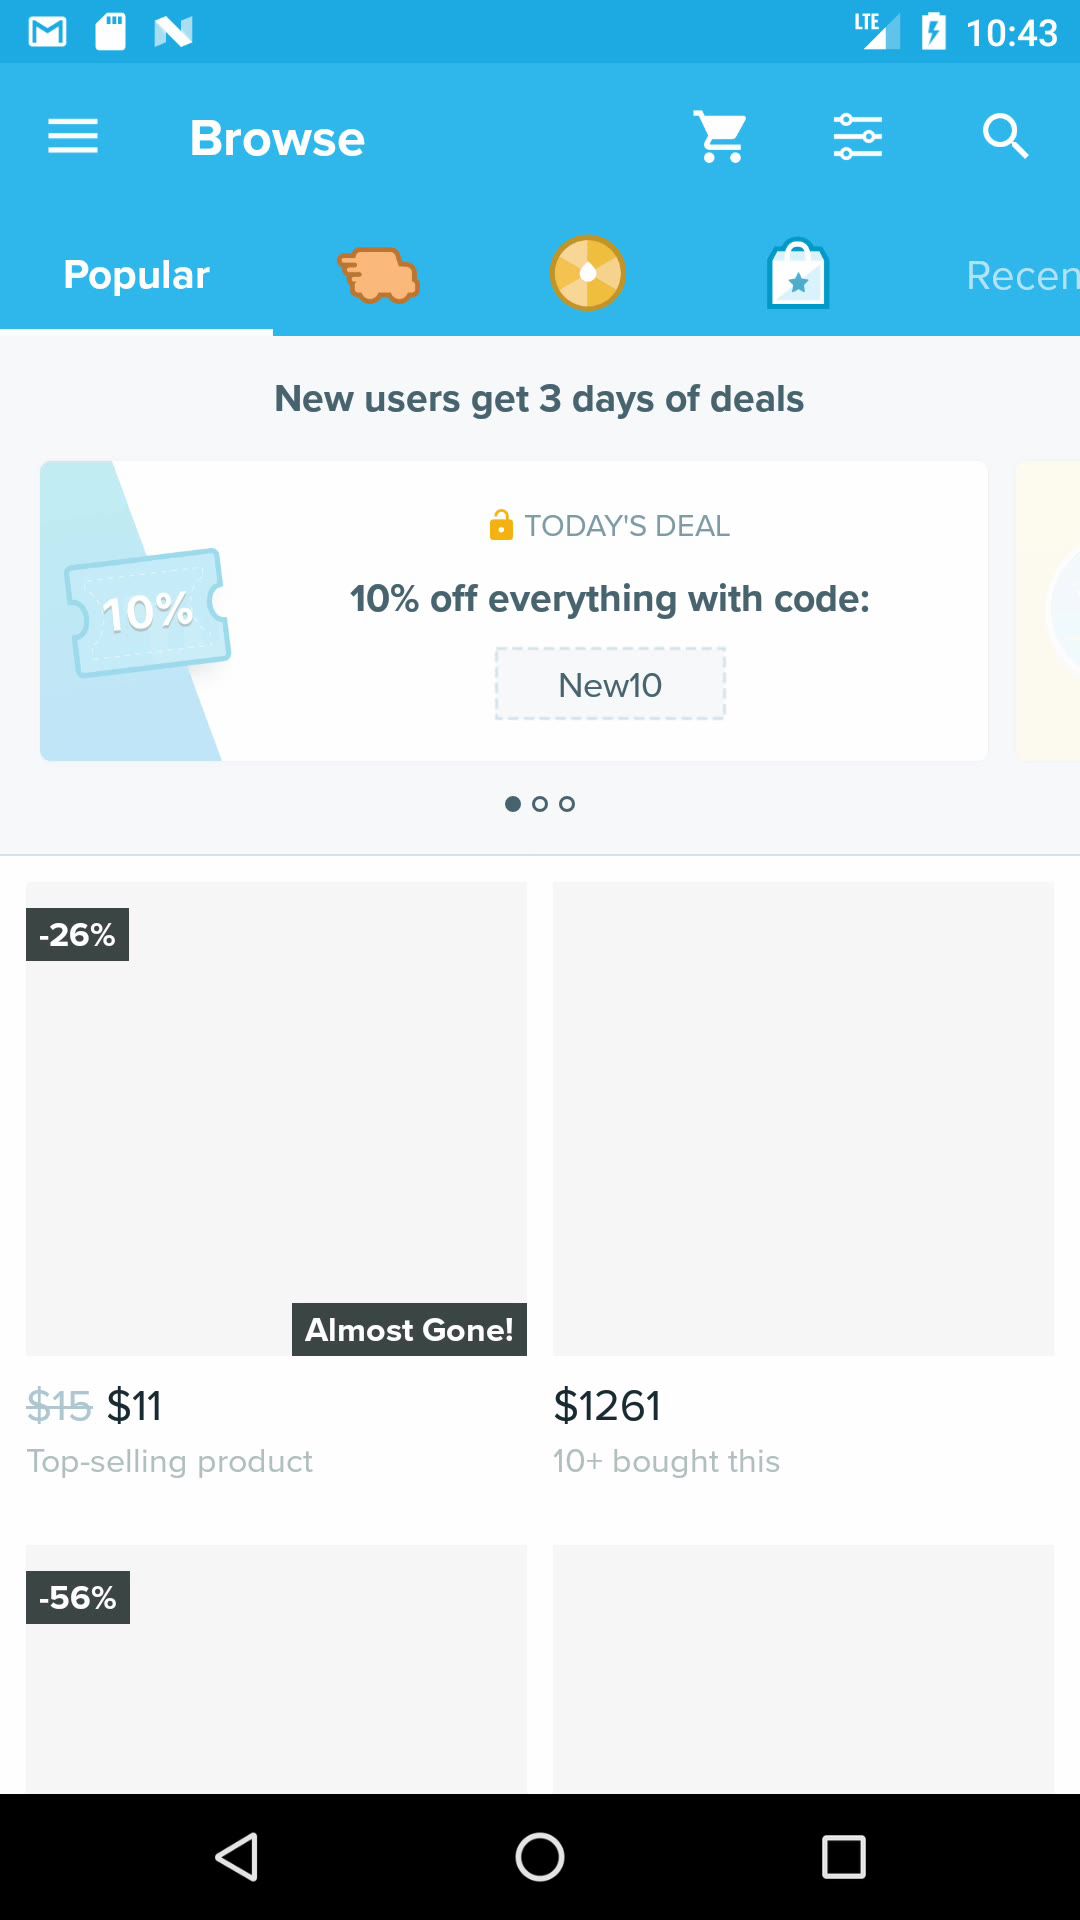 LTE 10:43
Browse
Popular
Recen
New users get 3 days of deals
TODAY'S DEAL
10% off everything with code:
10%
New10
-26%
Almost Gone!
$15 $11
$1261
Top-selling product
10+ bought this
-56%